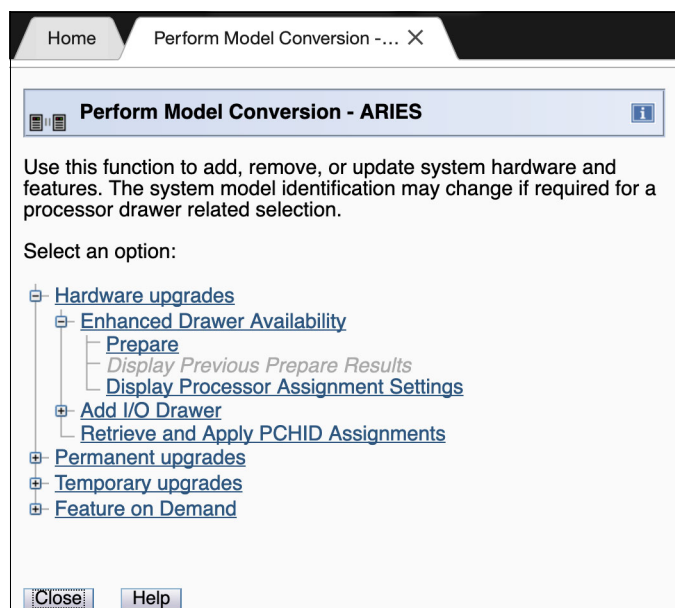 Home
Perform Model Conversion -...
Perform Model Conversion - ARIES
Use this function to add, remove, or update system hardware and
features. The system model identification may change if required for a
processor drawer related selection.
Select an option:
Hardware upgrades
Enhanced Drawer Availability
Prepare
Display Previous Prepare Results
Display Processor Assignment Settings
Add I/O Drawer
Retrieve and Apply PCHID Assignments
Permanent upgrades
Temporary upgrades
Feature on Demand
Close
Help